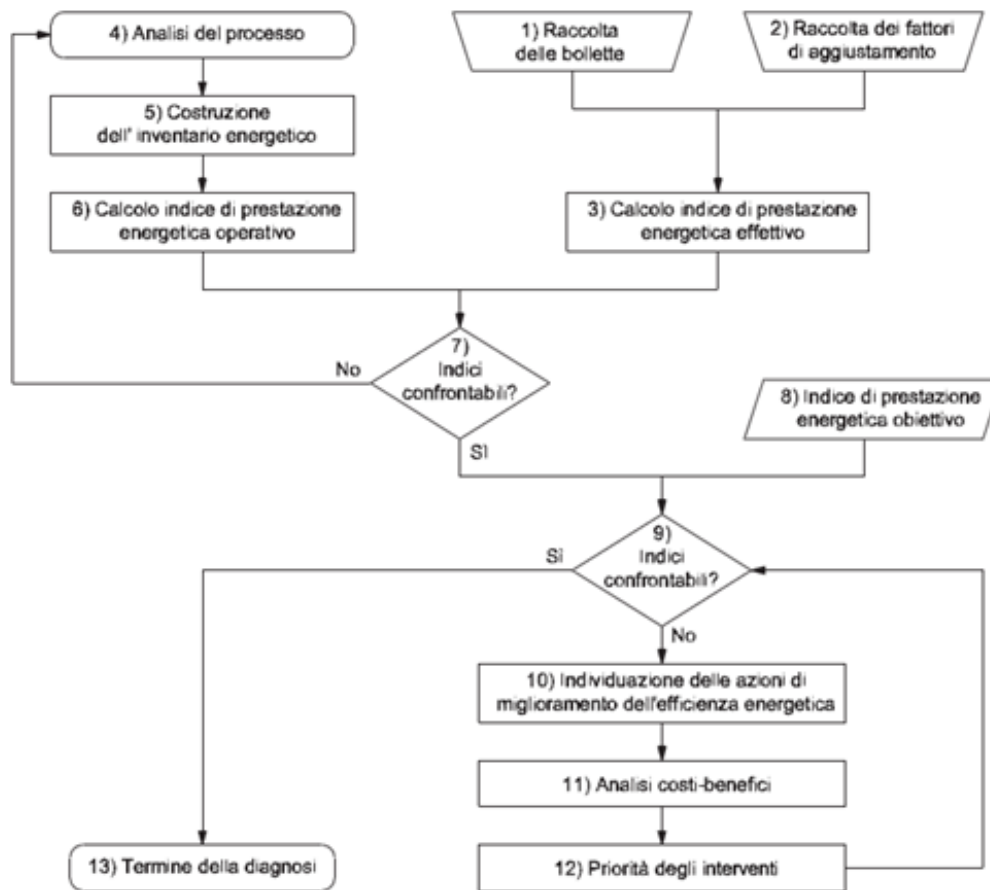 4) Analisi del processo
1) Raccolta
delle bollette
2) Raccolta dei fattori
di aggiustamento
5) Costruzione
dell' inventario energetico
6) Calcolo indice di prestazione
energetica operativo
3) Calcolo indice di prestazione
energetica effettivo
7)
Indici
confrontabili?
No
Sì
8) Indice di prestazione
energetica obiettivo
9)
Indici
confrontabili?
Sì
No
10) Individuazione delle azioni di
miglioramento dell'efficienza energetica
11) Analisi costi-benefici
12) Priorità degli interventi
13) Termine della diagnosi